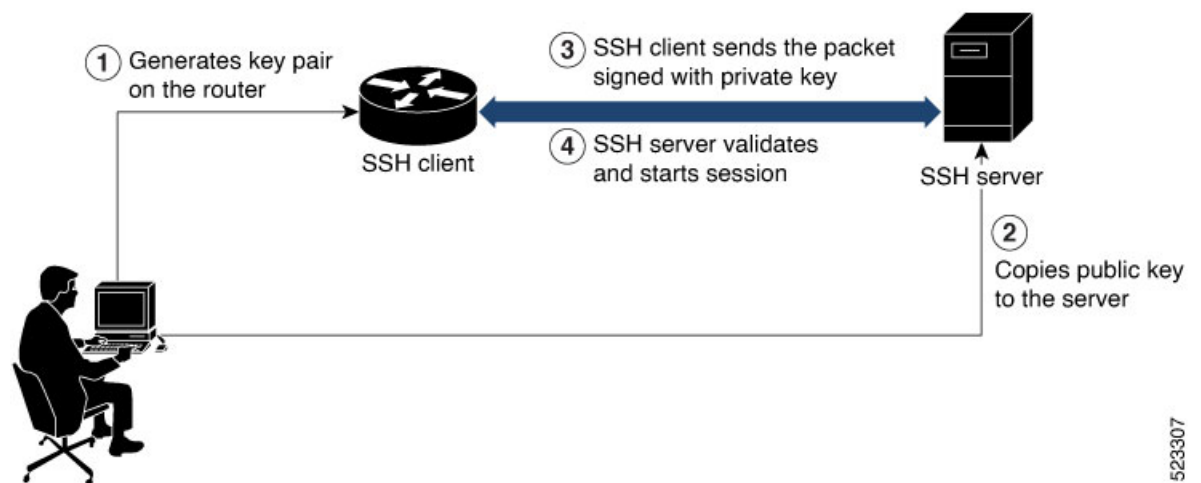 1 Generates key pair
on the router
SSH client
3 SSH client sends the packet
signed with private key
4 SSH server validates
and starts session
SSH server
2
Copies public key
to the server
523307